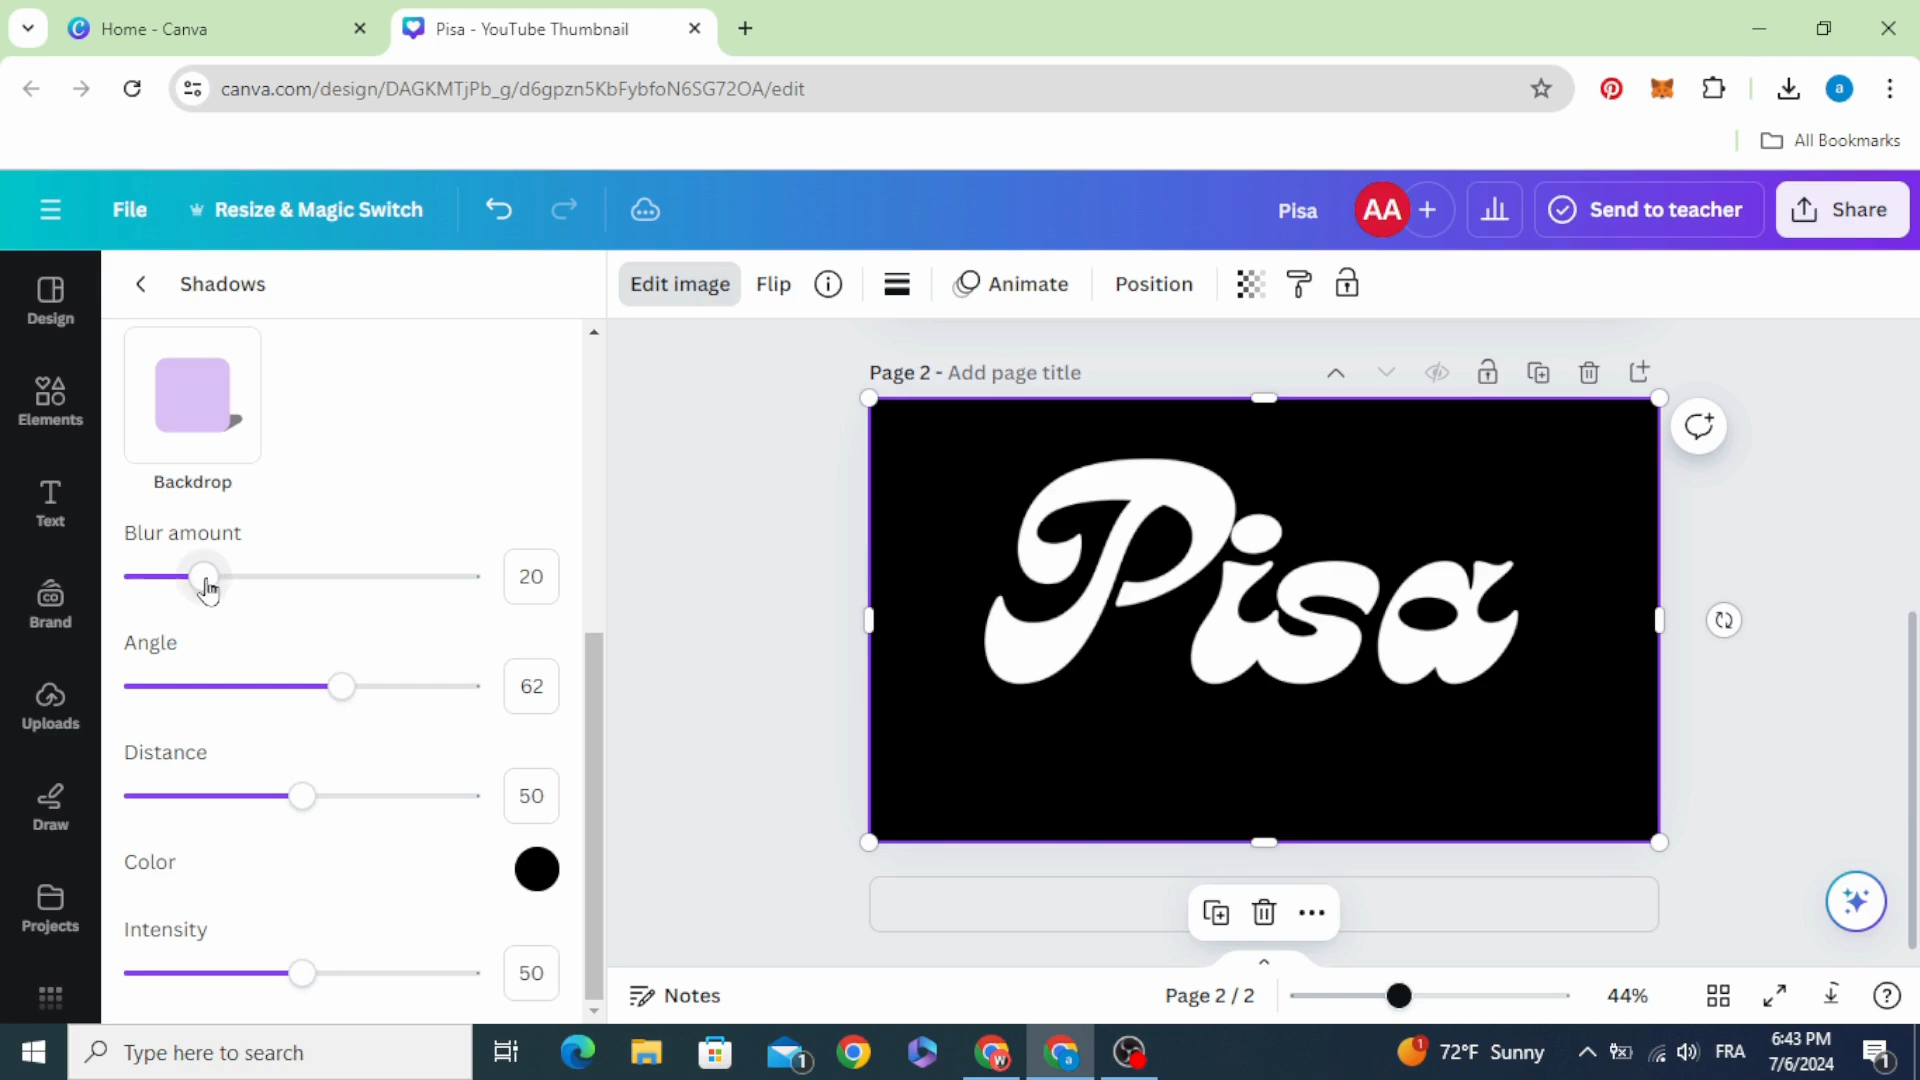 Home - Canva
Pisa - YouTube Thumbnail
canva.com/design/DAGKMTjPb_g/d6gpzn5KbFybfoN6SG72OA/edit
a
All Bookmarks
File
Resize & Magic Switch
Pisa
AA
Send to teacher
Share
Design
Elements
Text
Brand
Uploads
Draw
Projects
Shadows
Edit image
Flip
Animate
Position
Backdrop
Blur amount
20
Angle
62
Distance
50
Color
Intensity
50
Page 2 - Add page title
Pisa
Notes
Page 2 / 2
44%
Type here to search
1
72°F Sunny
FRA
6:43 PM
7/6/2024
1